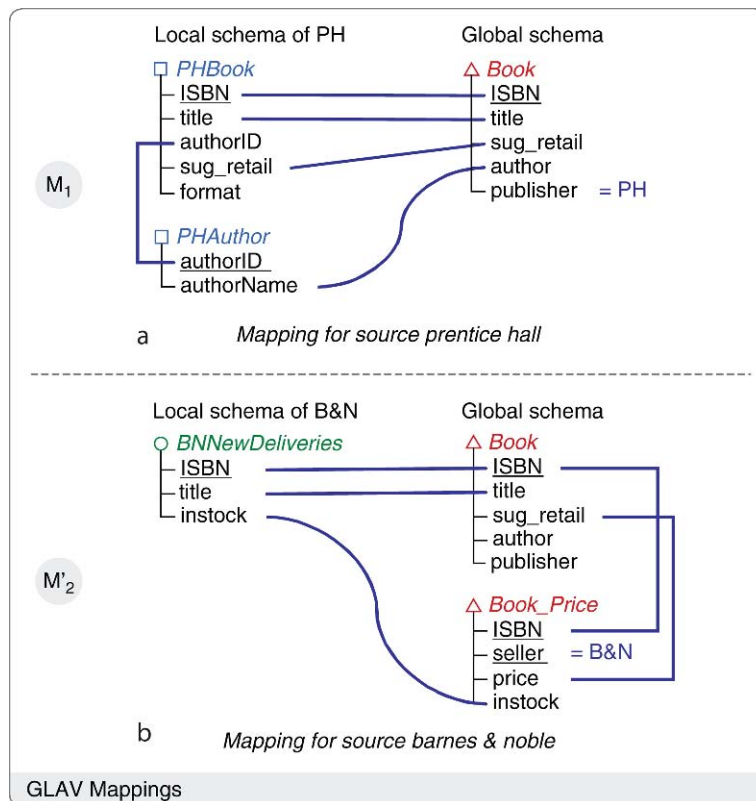 Local schema of PH Global schema
PHBook Book
ISBN ISBN
title title
authorID sug_retail
sug_retail author
format publisher = PH
M1
PHAuthor
authorID
authorName
a Mapping for source prentice hall
Local schema of B&N Global schema
BNNewDeliveries Book
ISBN ISBN
title title
instock sug_retail
author
publisher
M'2
Book_Price
ISBN
seller = B&N
price
instock
b Mapping for source barnes & noble
GLAV Mappings